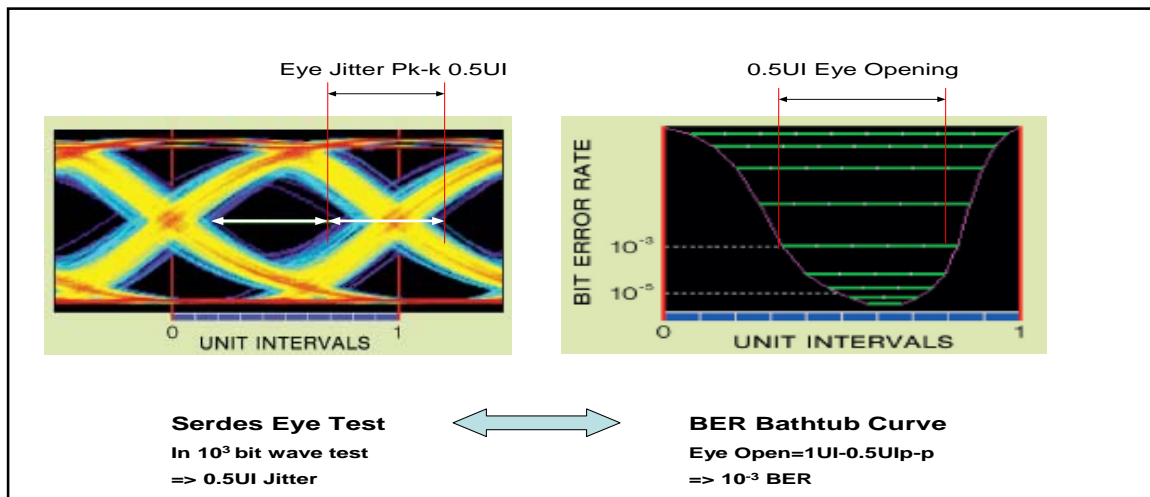 Eye Jitter Pk-k 0.5UI
0 1
UNIT INTERVALS
0.5UI Eye Opening
BIT ERROR RATE
10⁻³
10⁻⁵
0 1
UNIT INTERVALS
Serdes Eye Test
In 10³ bit wave test
=> 0.5UI Jitter
BER Bathtub Curve
Eye Open=1UI-0.5UIp-p
=> 10⁻³ BER